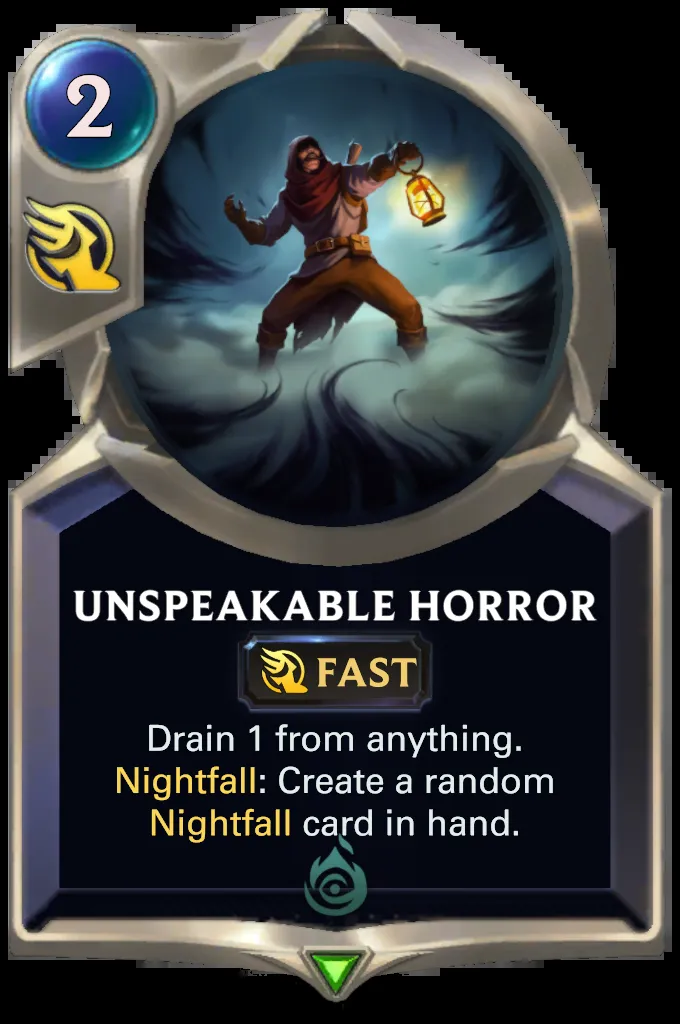 2
UNSPEAKABLE HORROR
FAST
Drain 1 from anything.
Nightfall: Create a random
Nightfall card in hand.